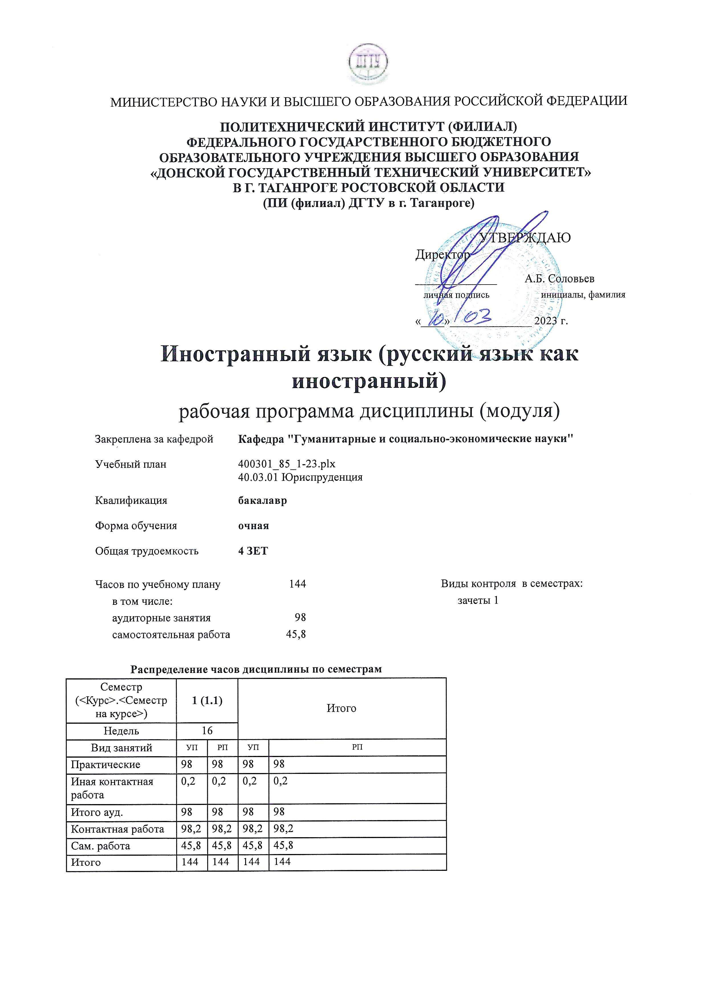 ДГТУ
МИНИСТЕРСТВО НАУКИ И ВЫСШЕГО ОБРАЗОВАНИЯ РОССИЙСКОЙ ФЕДЕРАЦИИ
ПОЛИТЕХНИЧЕСКИЙ ИНСТИТУТ (ФИЛИАЛ)
ФЕДЕРАЛЬНОГО ГОСУДАРСТВЕННОГО БЮДЖЕТНОГО
ОБРАЗОВАТЕЛЬНОГО УЧРЕЖДЕНИЯ ВЫСШЕГО ОБРАЗОВАНИЯ
«ДОНСКОЙ ГОСУДАРСТВЕННЫЙ ТЕХНИЧЕСКИЙ УНИВЕРСИТЕТ»
В Г. ТАГАНРОГЕ РОСТОВСКОЙ ОБЛАСТИ
(ПИ (филиал) ДГТУ в г. Таганроге)
УТВЕРЖДАЮ
Директор
______________ А.Б. Соловьев
личная подпись инициалы, фамилия
«10» 03 2023 г.
Иностранный язык (русский язык как
иностранный)
рабочая программа дисциплины (модуля)
Закреплена за кафедрой Кафедра "Гуманитарные и социально-экономические науки"
Учебный план 400301_85_1-23.plx
40.03.01 Юриспруденция
Квалификация бакалавр
Форма обучения очная
Общая трудоемкость 4 ЗЕТ
Часов по учебному плану 144 Виды контроля в семестрах:
в том числе: зачеты 1
аудиторные занятия 98
самостоятельная работа 45,8
Распределение часов дисциплины по семестрам
Семестр
(<Курс>.<Семестр
на курсе>) 1 (1.1) Итого
Недель 16
Вид занятий УП РП УП РП
Практические 98 98 98 98
Иная контактная
работа 0,2 0,2 0,2 0,2
Итого ауд. 98 98 98 98
Контактная работа 98,2 98,2 98,2 98,2
Сам. работа 45,8 45,8 45,8 45,8
Итого 144 144 144 144